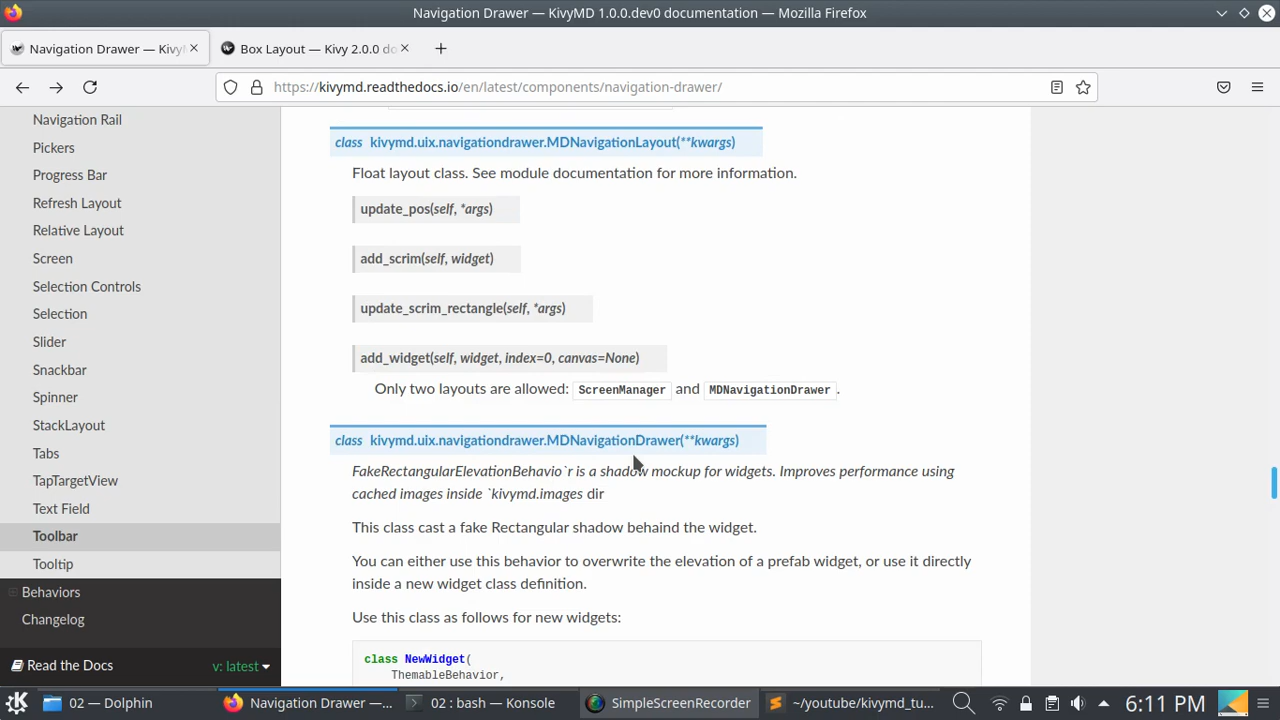 Navigation Drawer — KivyMD 1.0.0.dev0 documentation — Mozilla Firefox
Navigation Drawer — KivyM
Box Layout — Kivy 2.0.0 do
https://kivymd.readthedocs.io/en/latest/components/navigation-drawer/
Navigation Rail
Pickers
Progress Bar
Refresh Layout
Relative Layout
Screen
Selection Controls
Selection
Slider
Snackbar
Spinner
StackLayout
Tabs
TapTargetView
Text Field
Toolbar
Tooltip
Behaviors
Changelog
Read the Docs
v: latest
class kivymd.uix.navigationdrawer.MDNavigationLayout(**kwargs)
Float layout class. See module documentation for more information.
update_pos(self, *args)
add_scrim(self, widget)
update_scrim_rectangle(self, *args)
add_widget(self, widget, index=0, canvas=None)
Only two layouts are allowed: ScreenManager and MDNavigationDrawer.
class kivymd.uix.navigationdrawer.MDNavigationDrawer(**kwargs)
FakeRectangularElevationBehavio`r is a shadow mockup for widgets. Improves performance using
cached images inside `kivymd.images dir
This class cast a fake Rectangular shadow behaind the widget.
You can either use this behavior to overwrite the elevation of a prefab widget, or use it directly
inside a new widget class definition.
Use this class as follows for new widgets:
class NewWidget(
ThemableBehavior,
02 — Dolphin
Navigation Drawer —...
02 : bash — Konsole
SimpleScreenRecorder
~/youtube/kivymd_tu...
6:11 PM